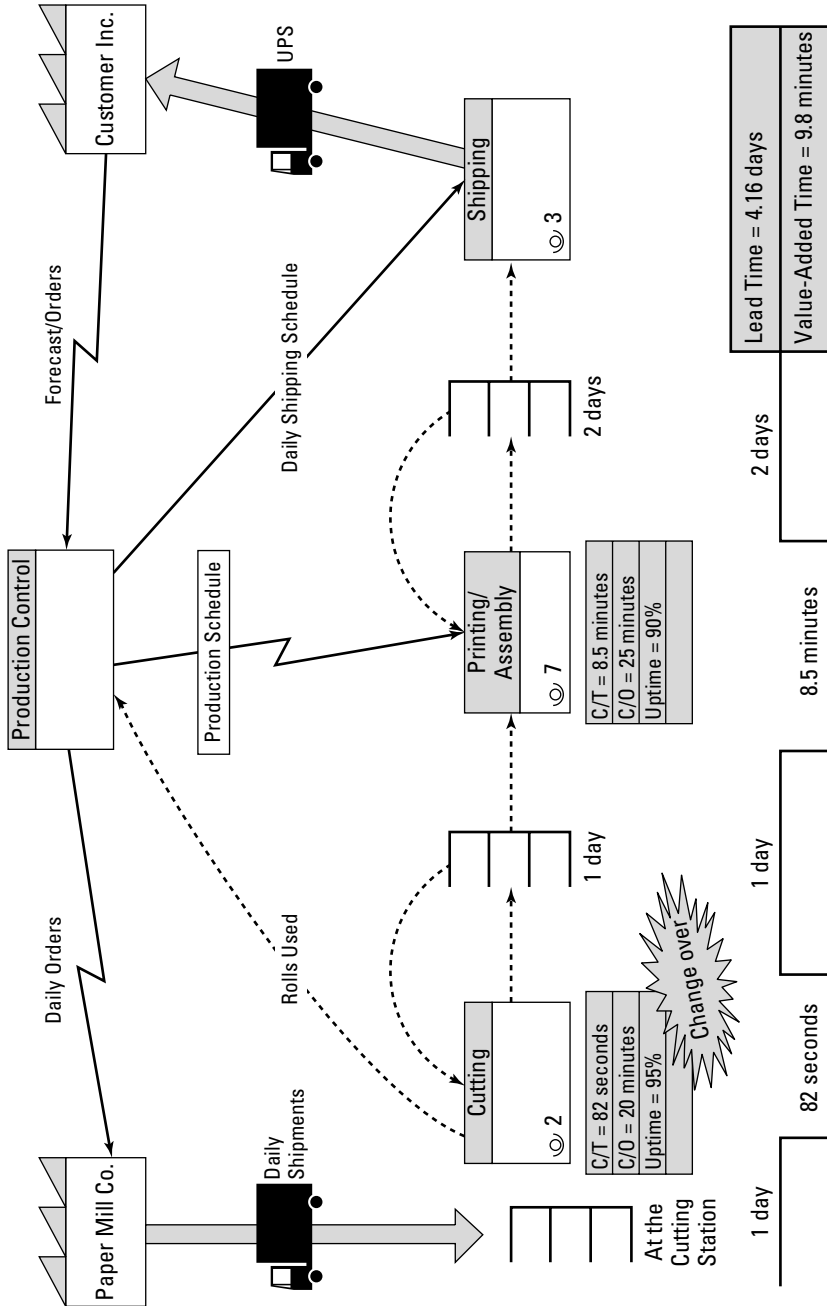 Paper Mill Co.
Daily Orders
Production Control
Forecast/Orders
Customer Inc.
Daily
Shipments
Rolls Used
Production Schedule
Daily Shipping Schedule
UPS
At the
Cutting
Station
Cutting
2
C/T = 82 seconds
C/O = 20 minutes
Uptime = 95%
Change over
1 day
Printing/
Assembly
7
C/T = 8.5 minutes
C/O = 25 minutes
Uptime = 90%
2 days
Shipping
3
1 day
82 seconds
1 day
8.5 minutes
2 days
Lead Time = 4.16 days
Value-Added Time = 9.8 minutes